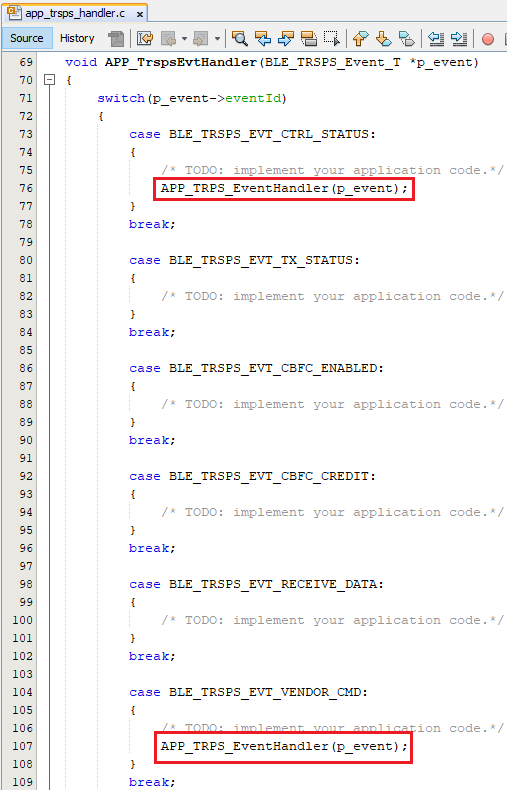 app_trsps_handler.c x
Source History
69 void APP_TrspsEvtHandler(BLE_TRSPS_Event_T *p_event)
70 {
71 switch(p_event->eventId)
72 {
73 case BLE_TRSPS_EVT_CTRL_STATUS:
74 {
75 /* TODO: implement your application code.*/
76 APP_TRPS_EventHandler(p_event);
77 }
78 break;
79
80 case BLE_TRSPS_EVT_TX_STATUS:
81 {
82 /* TODO: implement your application code.*/
83 }
84 break;
85
86 case BLE_TRSPS_EVT_CBFC_ENABLED:
87 {
88 /* TODO: implement your application code.*/
89 }
90 break;
91
92 case BLE_TRSPS_EVT_CBFC_CREDIT:
93 {
94 /* TODO: implement your application code.*/
95 }
96 break;
97
98 case BLE_TRSPS_EVT_RECEIVE_DATA:
99 {
100 /* TODO: implement your application code.*/
101 }
102 break;
103
104 case BLE_TRSPS_EVT_VENDOR_CMD:
105 {
106 /* TODO: implement your application code.*/
107 APP_TRPS_EventHandler(p_event);
108 }
109 break;